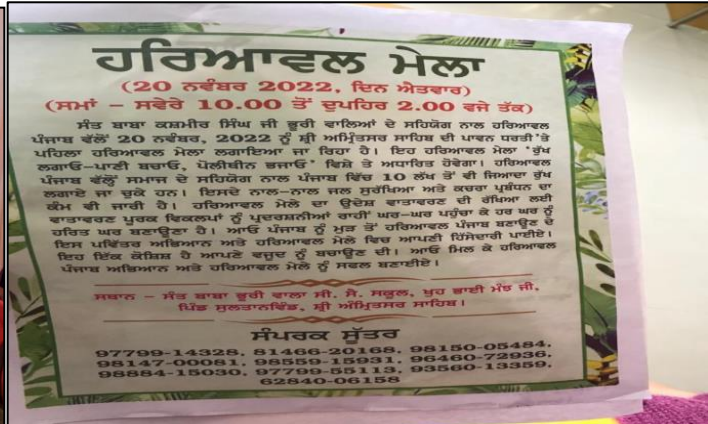 ਹਰਿਆਵਲ ਮੇਲਾ
(20 ਨਵੰਬਰ 2022, ਦਿਨ ਐਤਵਾਰ)
(ਸਮਾਂ - ਸਵੇਰੇ 10.00 ਤੋਂ ਦੁਪਹਿਰ 2.00 ਵਜੇ ਤੱਕ)
ਸੰਤ ਬਾਬਾ ਕਸ਼ਮੀਰ ਸਿੰਘ ਜੀ ਭੂਰੀ ਵਾਲਿਆਂ ਦੇ ਸਹਿਯੋਗ ਨਾਲ ਹਰਿਆਵਲ
ਪੰਜਾਬ ਵੱਲੋਂ 20 ਨਵੰਬਰ, 2022 ਨੂੰ ਸ਼੍ਰੀ ਅਮ੍ਰਿੰਤਸਰ ਸਾਹਿਬ ਦੀ ਪਾਵਨ ਧਰਤੀ 'ਤੇ
ਪਹਿਲਾ ਹਰਿਆਵਲ ਮੇਲਾ ਲਗਾਇਆ ਜਾ ਰਿਹਾ ਹੈ। ਇਹ ਹਰਿਆਵਲ ਮੇਲਾ 'ਰੁੱਖ
ਲਗਾਓ-ਪਾਣੀ ਬਚਾਓ, ਪੋਲੀਥੀਨ ਭਜਾਓ' ਵਿਸ਼ੇ ਤੇ ਅਧਾਰਿਤ ਹੋਵੇਗਾ। ਹਰਿਆਵਲ
ਪੰਜਾਬ ਵੱਲੋਂ ਸਮਾਜ ਦੇ ਸਹਿਯੋਗ ਨਾਲ ਪੰਜਾਬ ਵਿੱਚ 10 ਲੱਖ ਤੋਂ ਵੀ ਜਿਆਦਾ ਰੁੱਖ
ਲਗਾਏ ਜਾ ਚੁਕੇ ਹਨ। ਇਸਦੇ ਨਾਲ-ਨਾਲ ਜਲ ਸੁਰੱਖਿਆ ਅਤੇ ਕਚਰਾ ਪ੍ਰਬੰਧਨ ਦਾ
ਕੰਮ ਵੀ ਜਾਰੀ ਹੈ। ਹਰਿਆਵਲ ਮੇਲੇ ਦਾ ਉਦੇਸ਼ ਵਾਤਾਵਰਣ ਦੀ ਰੱਖਿਆ ਲਈ
ਵਾਤਾਵਰਣ ਪੂਰਕ ਵਿਕਲਪਾਂ ਨੂੰ ਪ੍ਰਦਰਸ਼ਨੀਆਂ ਰਾਹੀਂ ਘਰ-ਘਰ ਪਹੁੰਚਾ ਕੇ ਹਰ ਘਰ ਨੂੰ
ਹਰਿਤ ਘਰ ਬਣਾਉਣਾ ਹੈ। ਆਓ ਪੰਜਾਬ ਨੂੰ ਮੁੜ ਤੋਂ ਹਰਿਆਵਲ ਪੰਜਾਬ ਬਣਾਉਣ ਦੇ
ਇਸ ਪਵਿੱਤਰ ਅਭਿਆਨ ਅਤੇ ਹਰਿਆਵਲ ਮੇਲੇ ਵਿਚ ਆਪਣੀ ਹਿੱਸੇਦਾਰੀ ਪਾਈਏ।
ਇਹ ਇੱਕ ਕੋਸ਼ਿਸ਼ ਹੈ ਆਪਣੇ ਵਜੂਦ ਨੂੰ ਬਚਾਉਣ ਦੀ। ਆਓ ਮਿਲ ਕੇ ਹਰਿਆਵਲ
ਪੰਜਾਬ ਅਭਿਆਨ ਅਤੇ ਹਰਿਆਵਲ ਮੇਲੇ ਨੂੰ ਸਫਲ ਬਣਾਈਏ।
ਸਥਾਨ - ਸੰਤ ਬਾਬਾ ਭੂਰੀ ਵਾਲਾ ਸੀ. ਸੈ. ਸਕੂਲ, ਖੂਹ ਭਾਈ ਮੰਝ ਜੀ,
ਪਿੰਡ ਸੁਲਤਾਨਵਿੰਡ, ਸ਼੍ਰੀ ਅੰਮ੍ਰਿਤਸਰ ਸਾਹਿਬ।
ਸੰਪਰਕ ਸੂੱਤਰ
97799-14328, 81466-20168, 98150-05484,
98147-00081, 98559-15931, 96460-72936,
98884-15030, 97799-55113, 93560-13359,
62840-06158